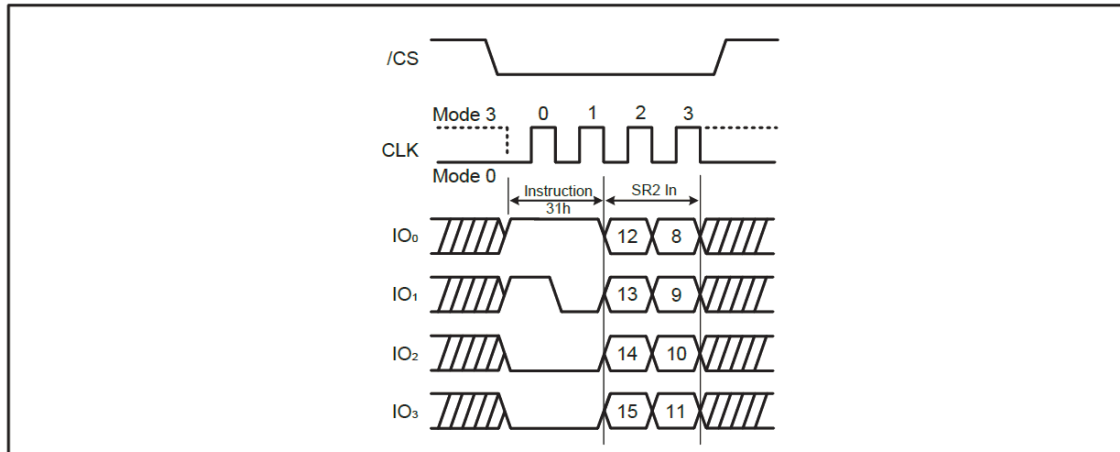 /CS
Mode 3 0 1 2 3
CLK
Mode 0
Instruction SR2 In
31h
IO₀ 12 8
IO₁ 13 9
IO₂ 14 10
IO₃ 15 11